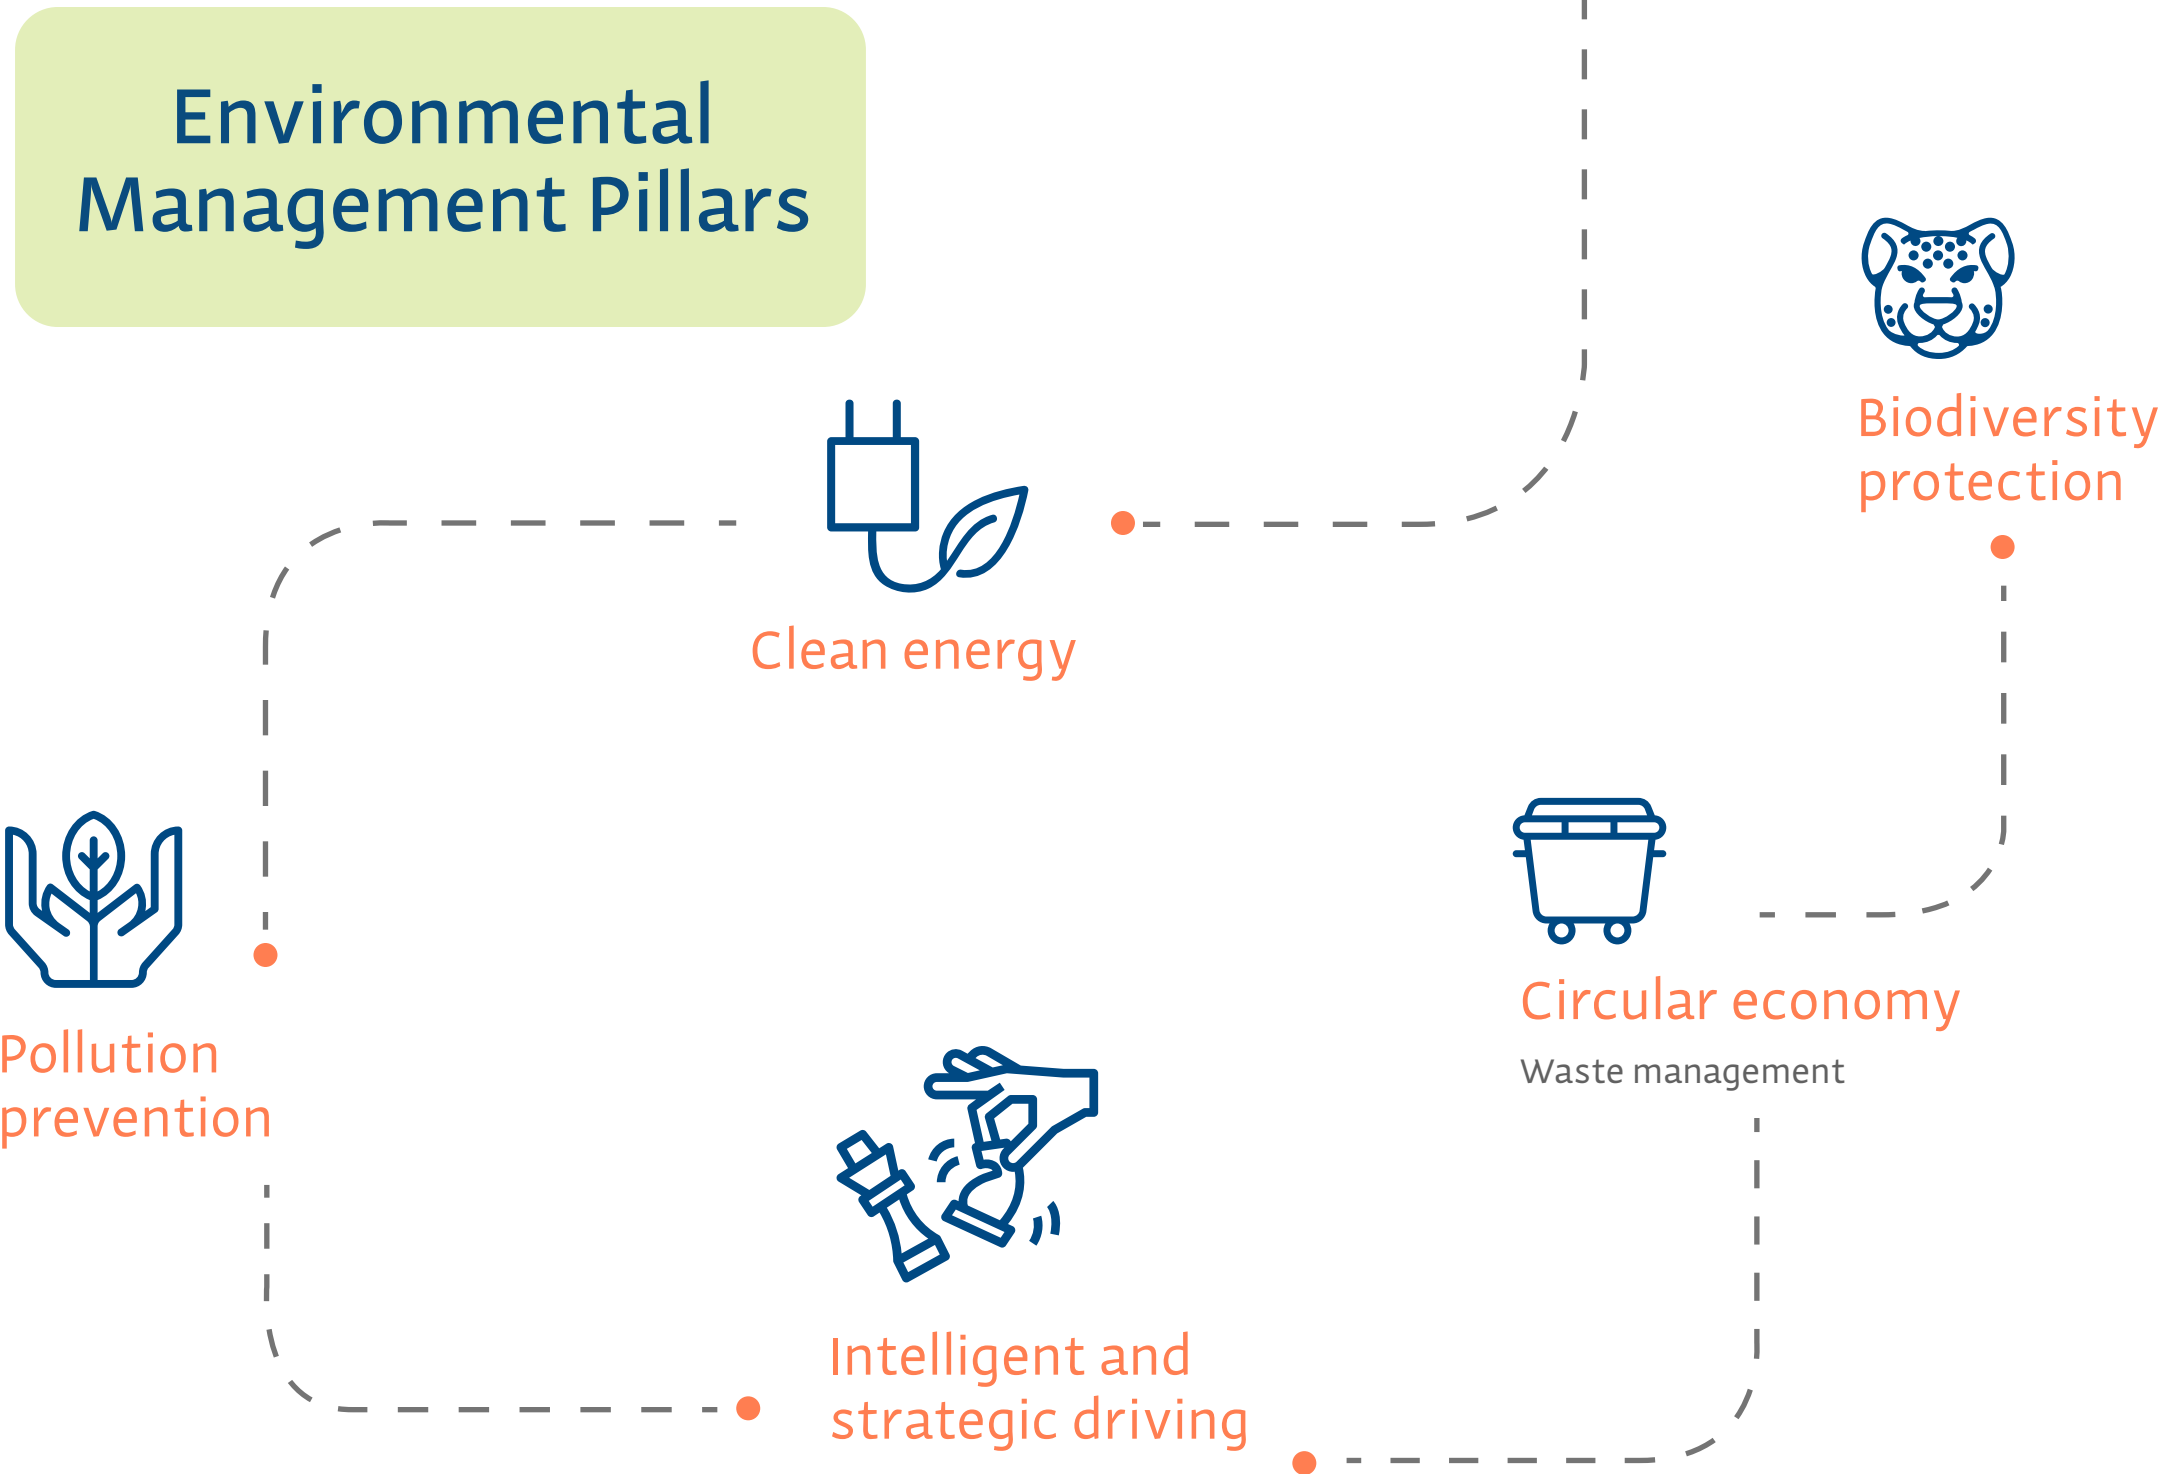 Environmental
Management Pillars
Biodiversity
protection
Clean energy
Circular economy
Waste management
Pollution
prevention
Intelligent and
strategic driving